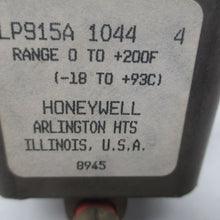 LP915A 1044 4
RANGE 0 TO +200F
(-18 TO +93C)
HONEYWELL
ARLINGTON HTS
ILLINOIS, U.S.A.
8945